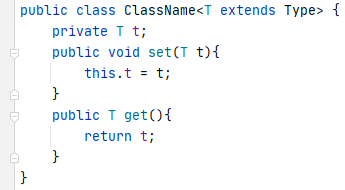 public class ClassName<T extends Type> {
    private T t;
    public void set(T t){
        this.t = t;
    }
    public T get(){
        return t;
    }
}